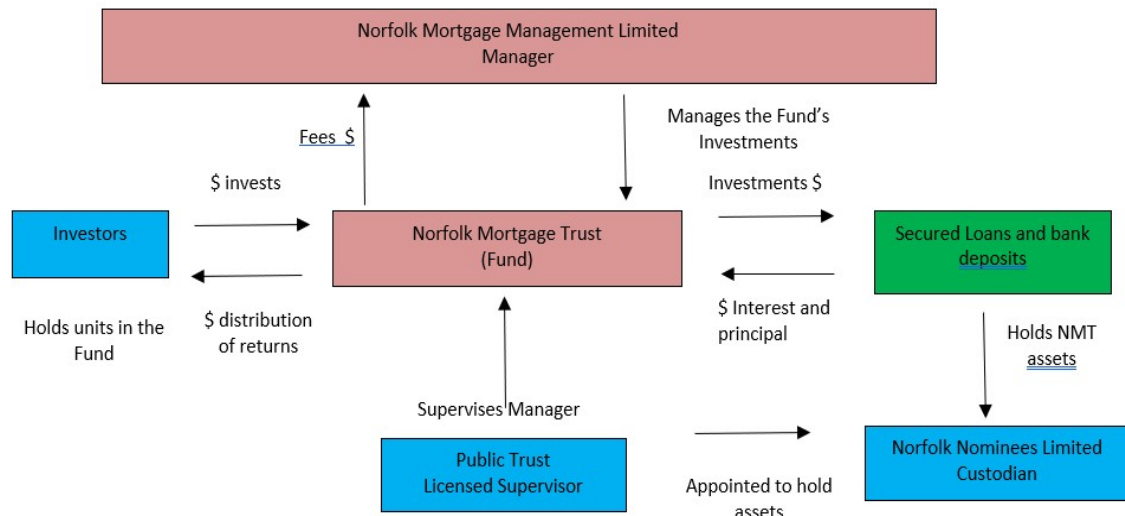 Norfolk Mortgage Management Limited
Manager
Fees $
Manages the Fund's
Investments
$ invests
Investments $
Investors
Norfolk Mortgage Trust
(Fund)
Secured Loans and bank
deposits
$ distribution
of returns
$ Interest and
principal
Holds units in the
Fund
Holds NMT
assets
Supervises Manager
Public Trust
Licensed Supervisor
Norfolk Nominees Limited
Custodian
Appointed to hold
assets